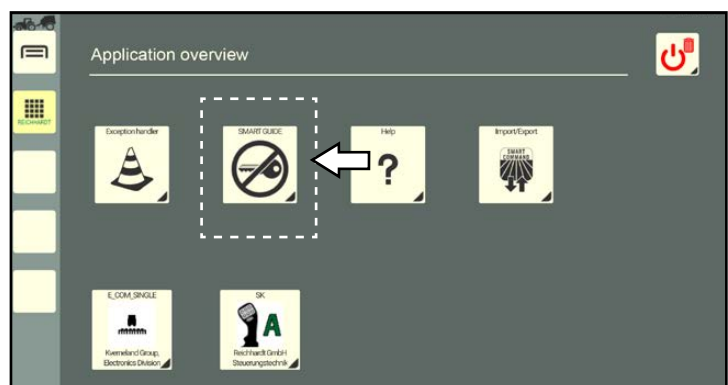 Application overview
REICHHARDT
Exception handler
SMART GUIDE
Help
Import/Export
?
SMART
COMMAND
E_COM_SINGLE
SK
A
Kverneland Group,
Electronics Division
Reichhardt GmbH
Steuerungstechnik